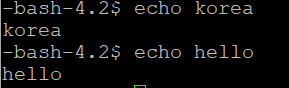 -bash-4.2$ echo korea
korea
-bash-4.2$ echo hello
hello